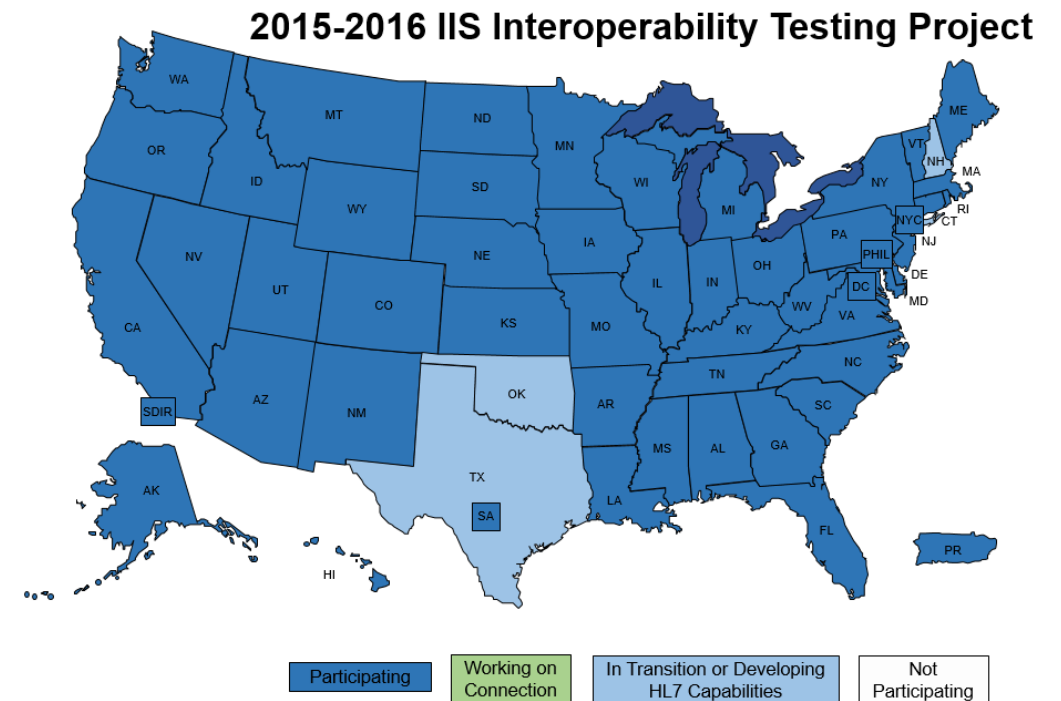 2015-2016 IIS Interoperability Testing Project
WA
MT
ND
MN
ME
VT
NH
OR
ID
SD
WI
MI
NY
MA
WY
RI
NYC
CT
IA
PA
NJ
NV
NE
PHIL
OH
UT
CO
IL
IN
DE
DC
MD
WV
VA
CA
KS
MO
KY
NC
TN
AZ
NM
OK
AR
SC
SDIR
MS
AL
GA
TX
AK
LA
SA
FL
HI
PR
Participating
Working on
Connection
In Transition or Developing
HL7 Capabilities
Not
Participating